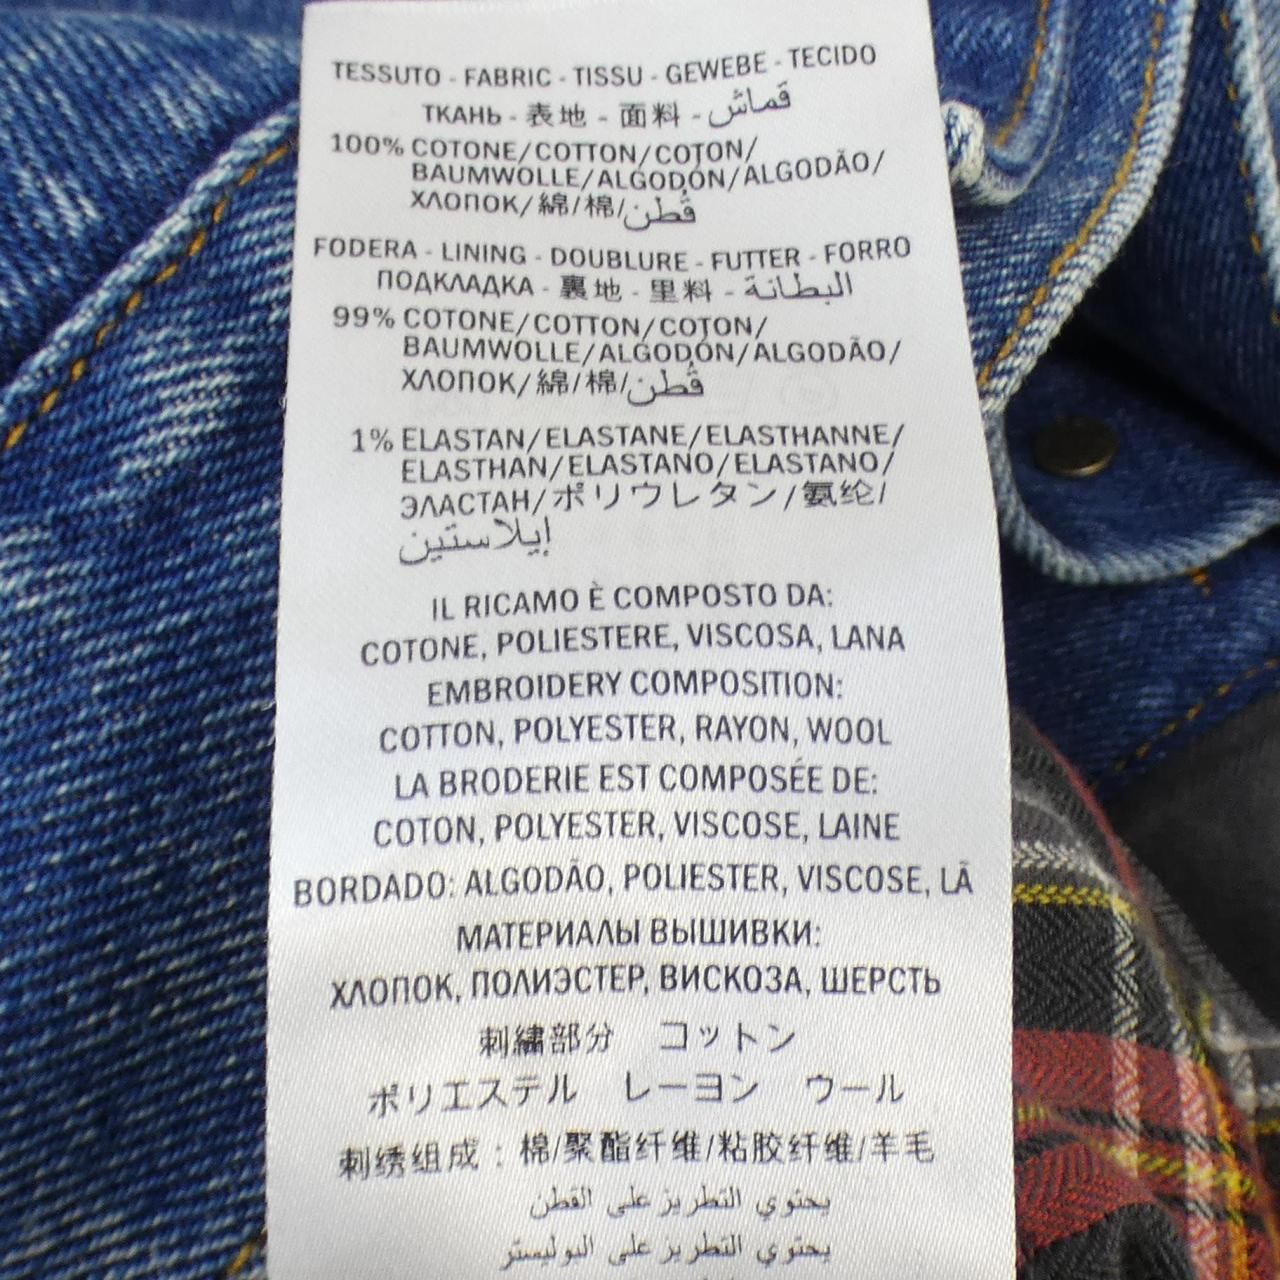 TESSUTO - FABRIC - TISSU - GEWEBE - TECIDO
ТКАНЬ - 表地 - 面料 - قماش
100% COTONE/COTTON/COTON/
BAUMWOLLE/ALGODÓN/ALGODÃO/
ХЛОПОК/綿/棉/قُطن
FODERA - LINING - DOUBLURE - FUTTER - FORRO
ПОДКЛАДКА - 裏地 - 里料 - البطانة
99% COTONE/COTTON/COTON/
BAUMWOLLE/ALGODÓN/ALGODÃO/
ХЛОПОК/綿/棉/قُطن
1% ELASTAN/ELASTANE/ELASTHANNE/
ELASTHAN/ELASTANO/ELASTANO/
ЭЛАСТАН/ポリウレタン/氨纶/
إيلاستين
IL RICAMO È COMPOSTO DA:
COTONE, POLIESTERE, VISCOSA, LANA
EMBROIDERY COMPOSITION:
COTTON, POLYESTER, RAYON, WOOL
LA BRODERIE EST COMPOSÉE DE:
COTON, POLYESTER, VISCOSE, LAINE
BORDADO: ALGODÃO, POLIESTER, VISCOSE, LÃ
МАТЕРИАЛЫ ВЫШИВКИ:
ХЛОПОК, ПОЛИЭСТЕР, ВИСКОЗА, ШЕРСТЬ
刺繍部分 コットン
ポリエステル レーヨン ウール
刺绣组成：棉/聚酯纤维/粘胶纤维/羊毛
يحتوي التطريز على القطن
يحتوي التطريز على البوليستر